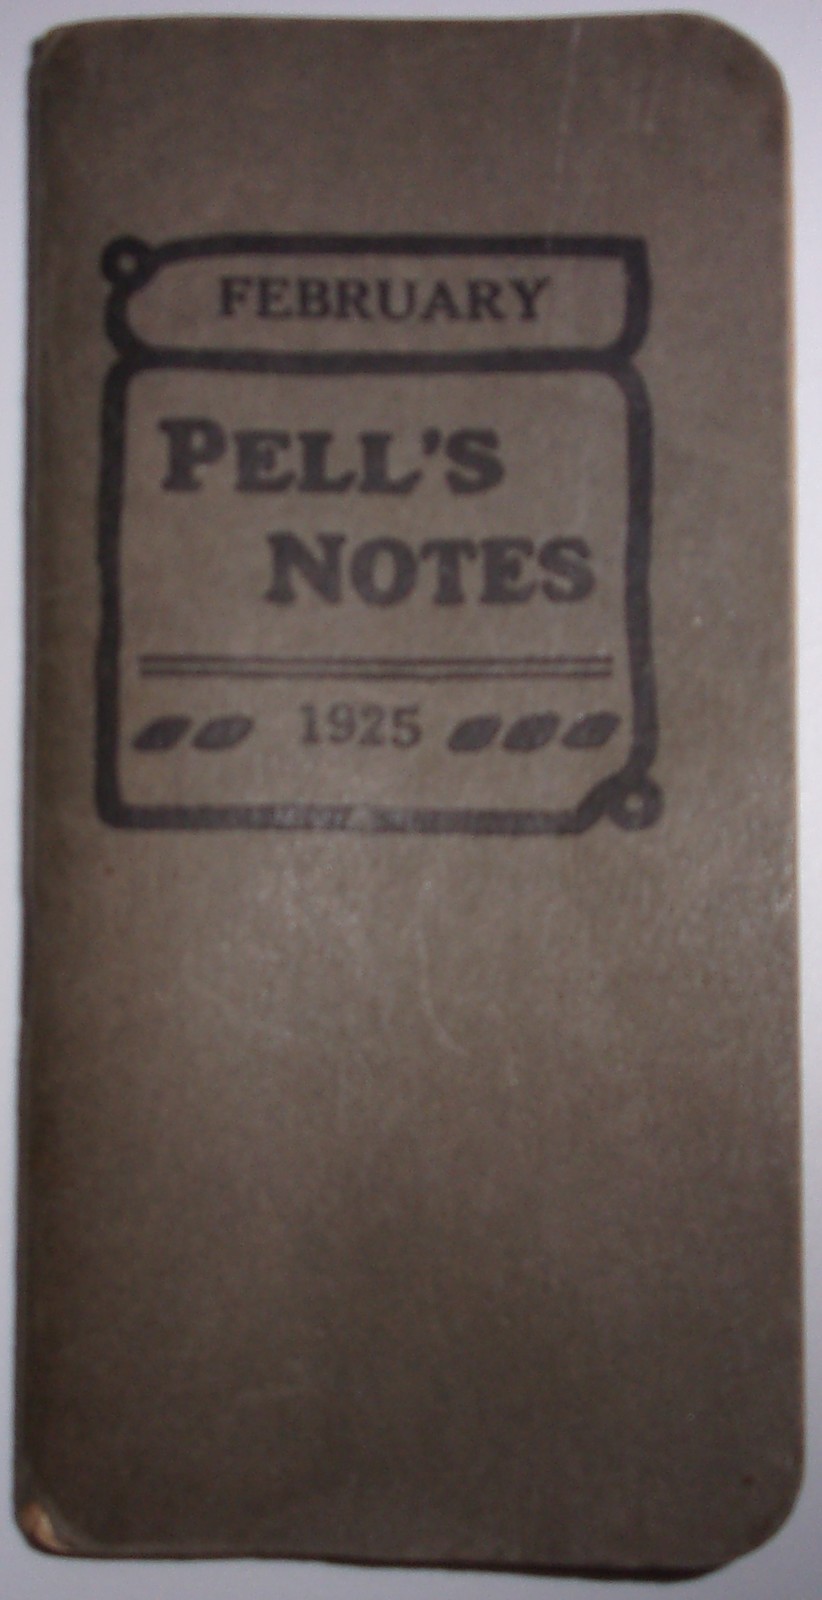 FEBRUARY
PELL'S
NOTES
1925